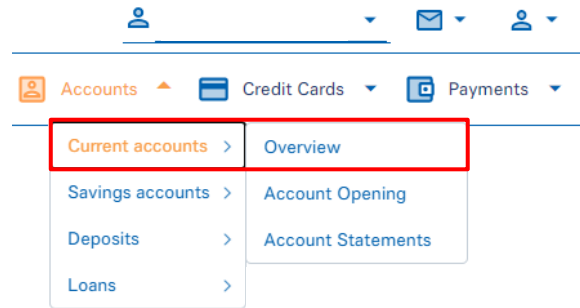 Accounts Credit Cards Payments
Current accounts Overview
Savings accounts Account Opening
Deposits Account Statements
Loans